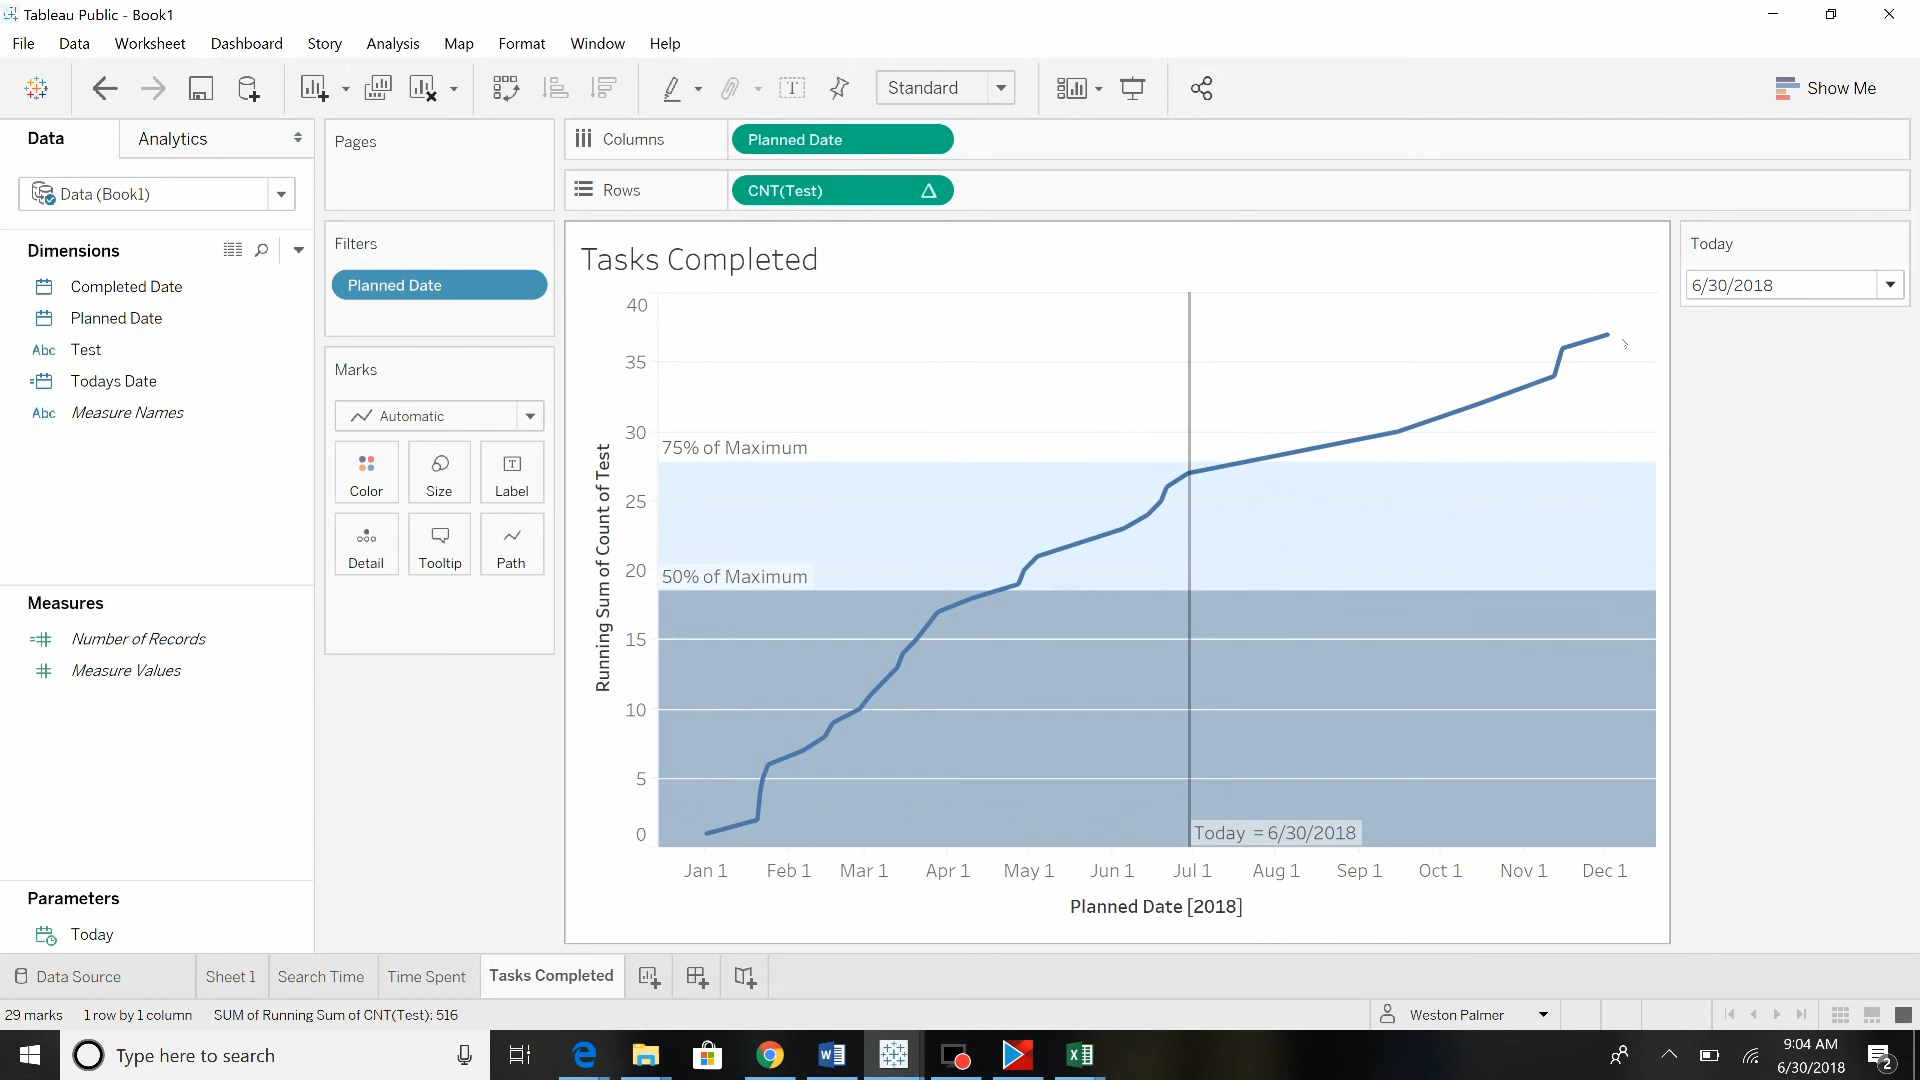 Tableau Public - Book1
File Data Worksheet Dashboard Story Analysis Map Format Window Help
Standard
Show Me
Data Analytics
Pages
Columns Planned Date
Data (Book1)
Rows CNT(Test)
Dimensions
Filters
Planned Date
Completed Date
Planned Date
Abc Test
Todays Date
Abc Measure Names
Marks
Automatic
Color Size Label
Detail Tooltip Path
Measures
Number of Records
Measure Values
Parameters
Today
Tasks Completed
40
35
30
25
20
15
10
5
0
Running Sum of Count of Test
75% of Maximum
50% of Maximum
Today = 6/30/2018
Jan 1 Feb 1 Mar 1 Apr 1 May 1 Jun 1 Jul 1 Aug 1 Sep 1 Oct 1 Nov 1 Dec 1
Planned Date [2018]
Today
6/30/2018
Data Source Sheet 1 Search Time Time Spent Tasks Completed
29 marks 1 row by 1 column SUM of Running Sum of CNT(Test): 516
Weston Palmer
Type here to search
9:04 AM
6/30/2018
2